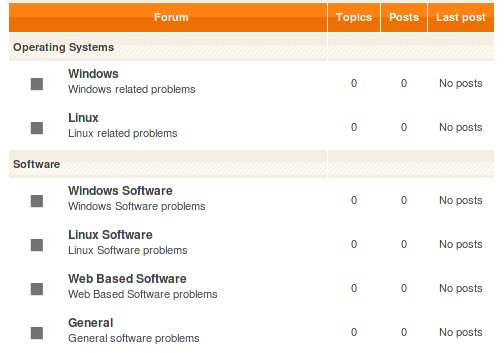 Forum Topics Posts Last post
Operating Systems
Windows
Windows related problems 0 0 No posts
Linux
Linux related problems 0 0 No posts
Software
Windows Software
Windows Software problems 0 0 No posts
Linux Software
Linux Software problems 0 0 No posts
Web Based Software
Web Based Software problems 0 0 No posts
General
General software problems 0 0 No posts